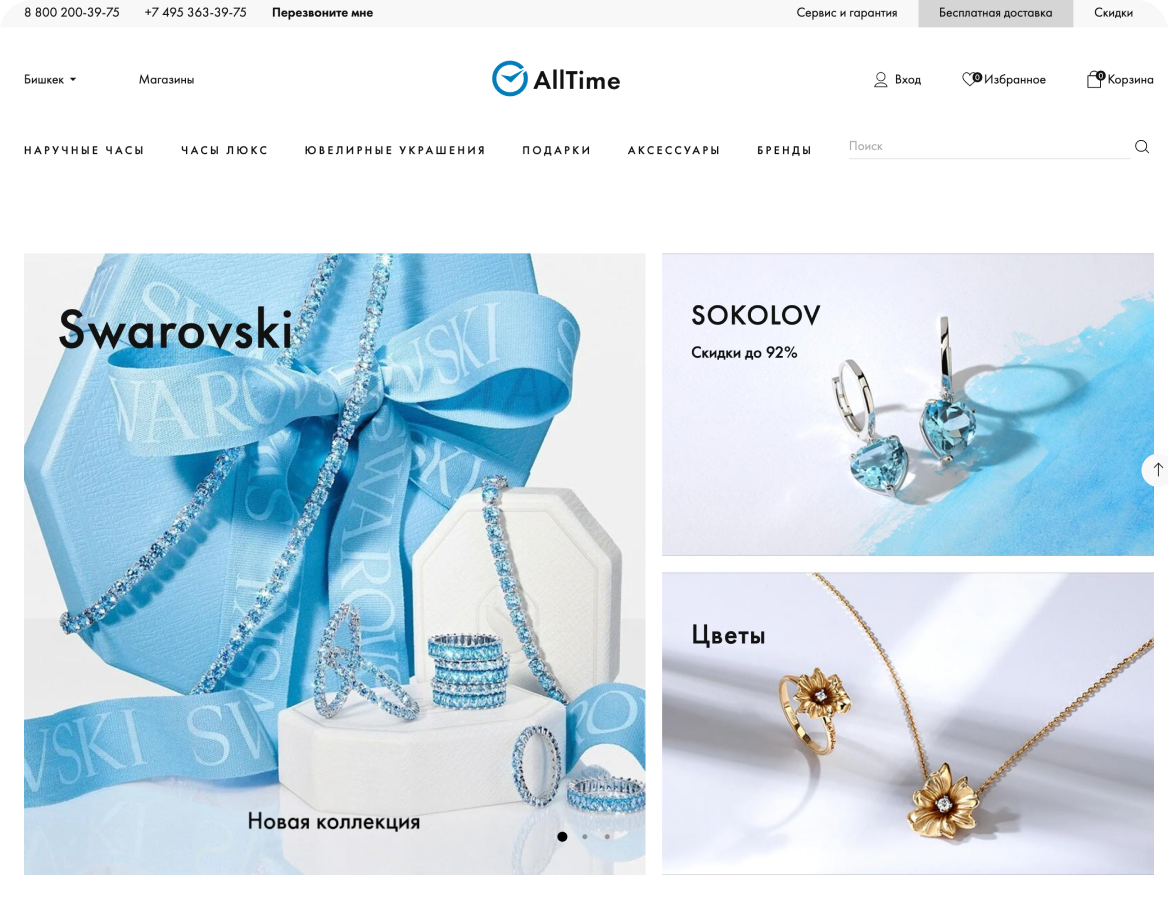 8 800 200-39-75 +7 495 363-39-75 Перезвоните мне Сервис и гарантия Бесплатная доставка Скидки
Бишкек Магазины AllTime Вход 0 Избранное 0 Корзина
НАРУЧНЫЕ ЧАСЫ ЧАСЫ ЛЮКС ЮВЕЛИРНЫЕ УКРАШЕНИЯ ПОДАРКИ АКСЕССУАРЫ БРЕНДЫ Поиск
Swarovski
SOKOLOV
Скидки до 92%
Цветы
Новая коллекция